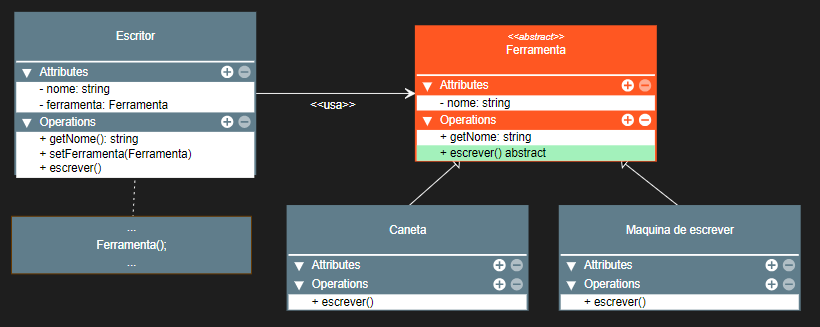 Escritor
Attributes
- nome: string
- ferramenta: Ferramenta
Operations
+ getNome(): string
+ setFerramenta(Ferramenta)
+ escrever()
...
Ferramenta();
...
<<usa>>
<<abstract>>
Ferramenta
Attributes
- nome: string
Operations
+ getNome: string
+ escrever() abstract
Caneta
Attributes
Operations
+ escrever()
Maquina de escrever
Attributes
Operations
+ escrever()